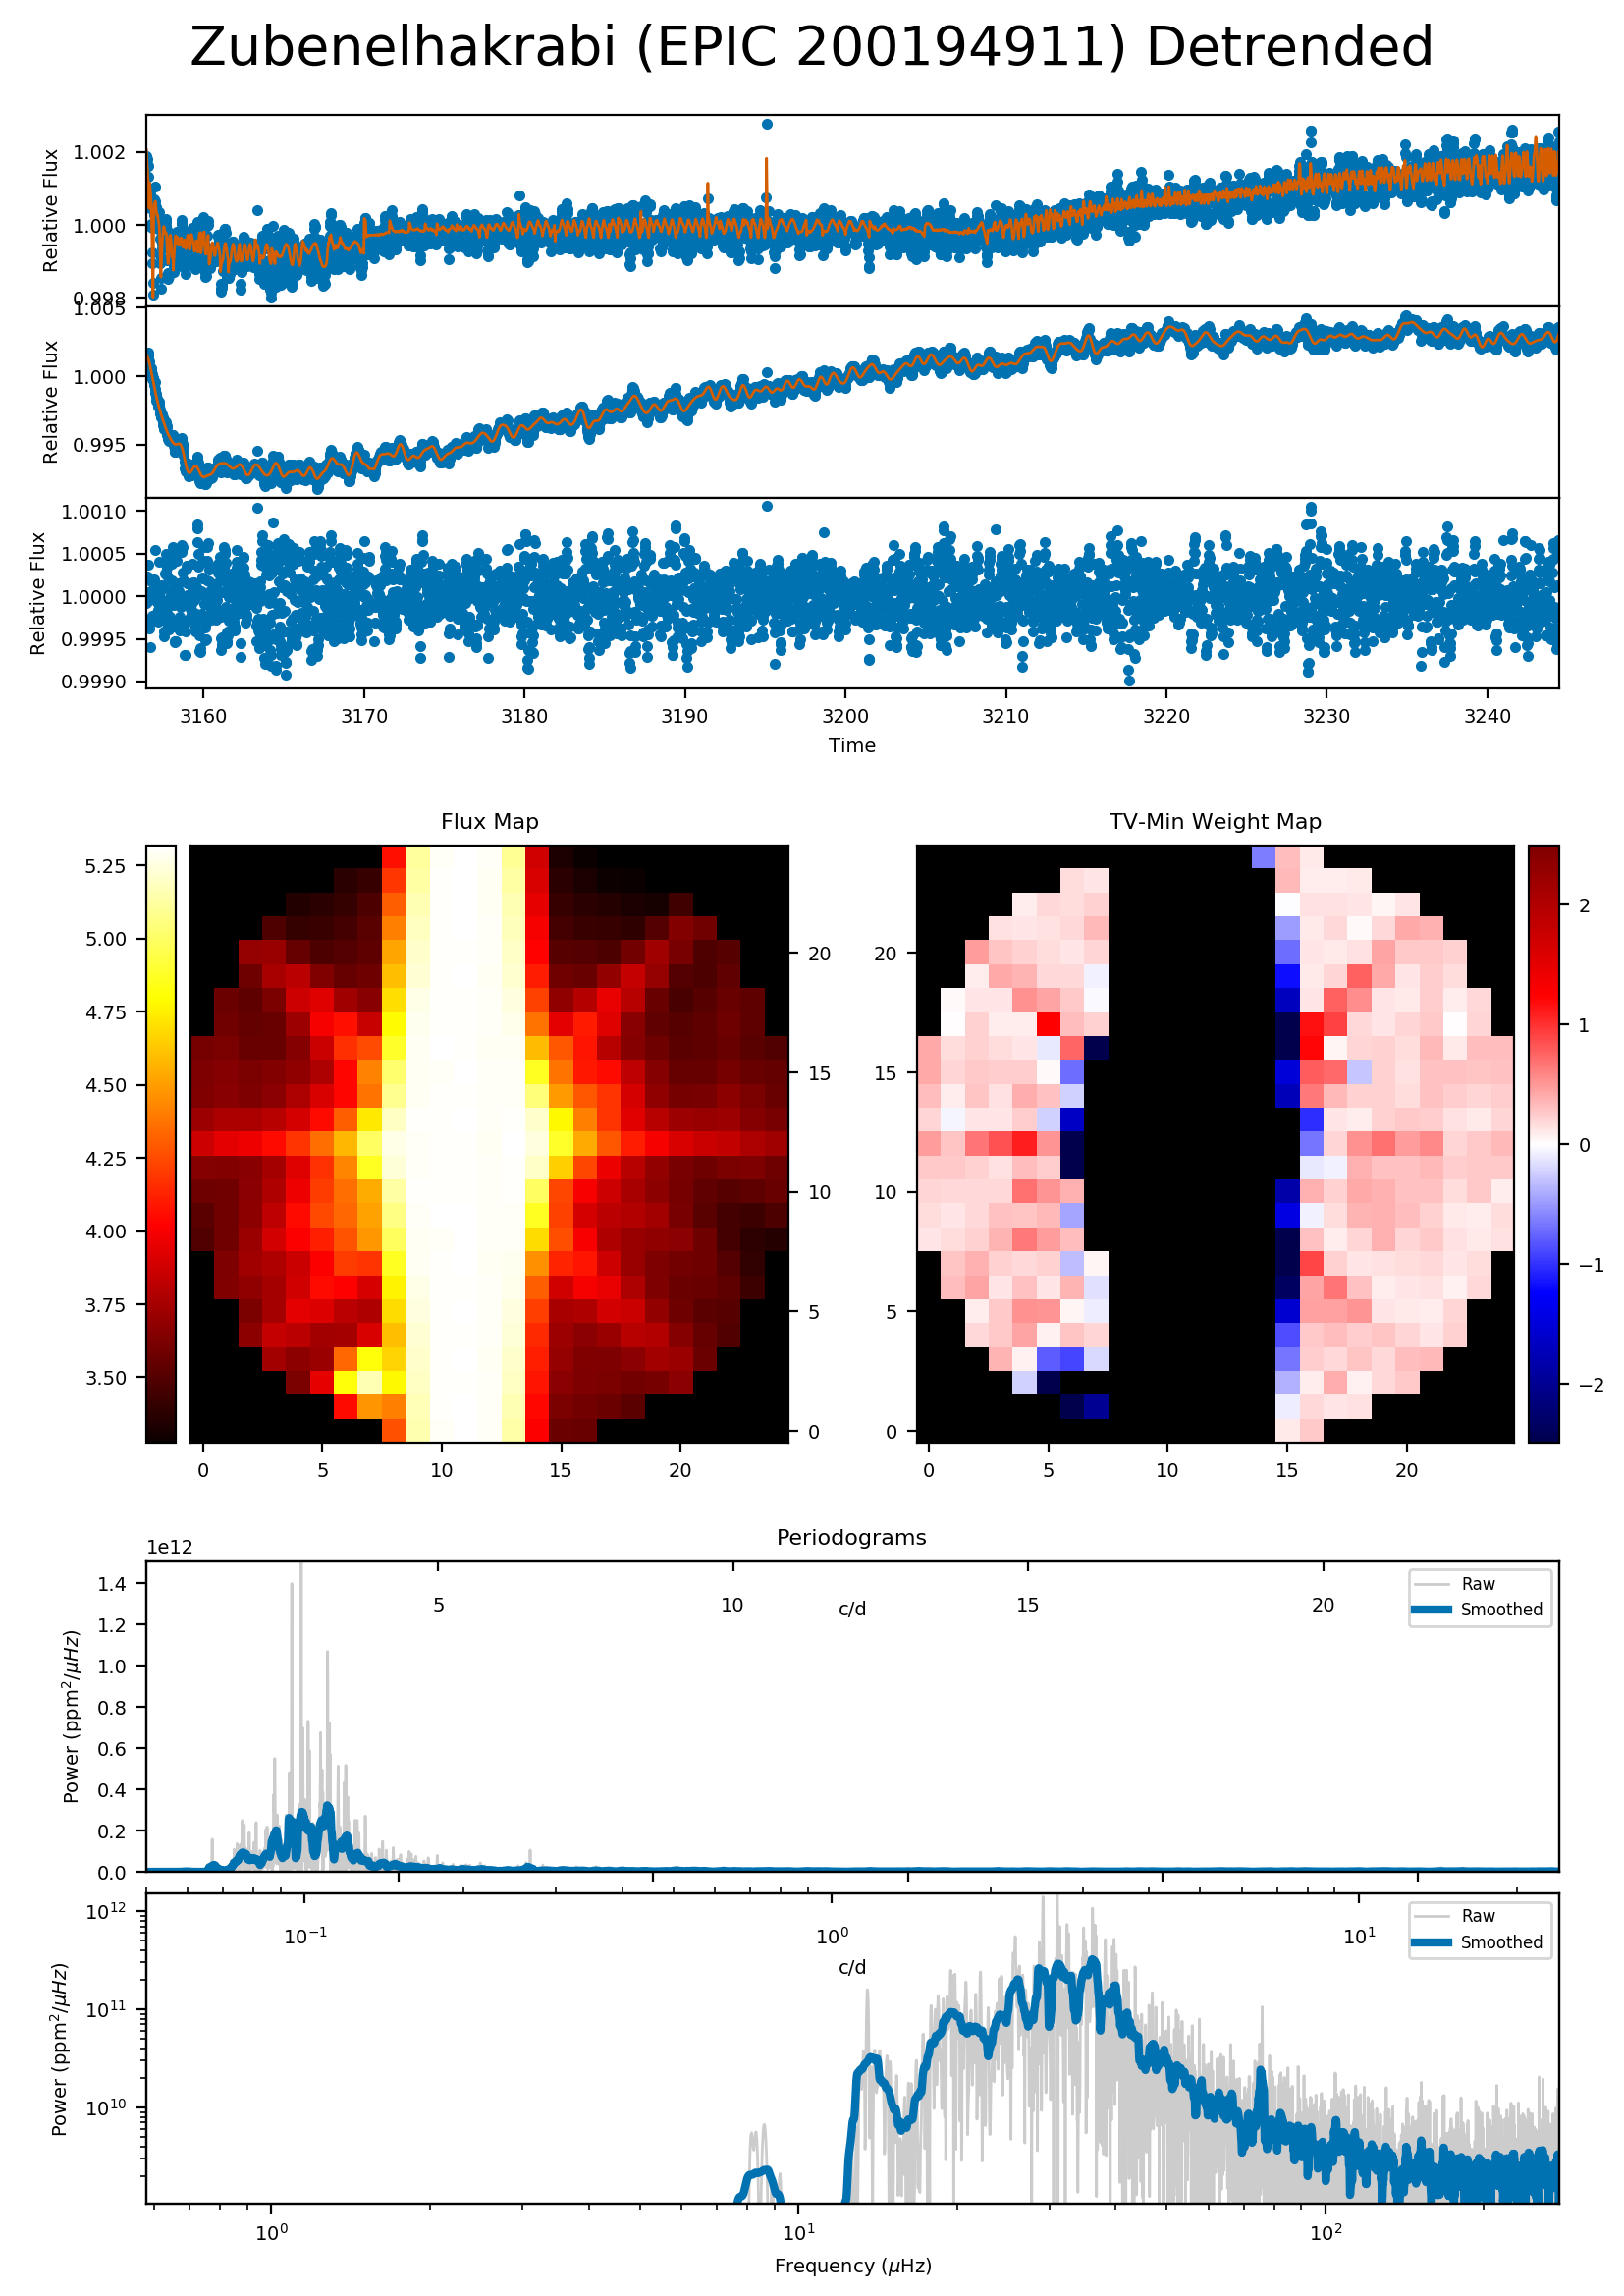 Zubenelhakrabi (EPIC 200194911) Detrended
Relative Flux
1.002
1.000
0.998
Relative Flux
1.005
1.000
0.995
Relative Flux
1.0010
1.0005
1.0000
0.9995
0.9990
3160 3170 3180 3190 3200 3210 3220 3230 3240
Time
Flux Map
5.25
5.00
4.75
4.50
4.25
4.00
3.75
3.50
20
15
10
5
0
0 5 10 15 20
TV-Min Weight Map
20
15
10
5
0
0 5 10 15 20
2
1
0
−1
−2
Periodograms
1e12
Power (ppm²/μHz)
1.4
1.2
1.0
0.8
0.6
0.4
0.2
0.0
5 10 15 20
c/d
Raw
Smoothed
Power (ppm²/μHz)
10¹²
10¹¹
10¹⁰
10⁻¹ 10⁰ 10¹
c/d
Raw
Smoothed
10⁰ 10¹ 10²
Frequency (μHz)